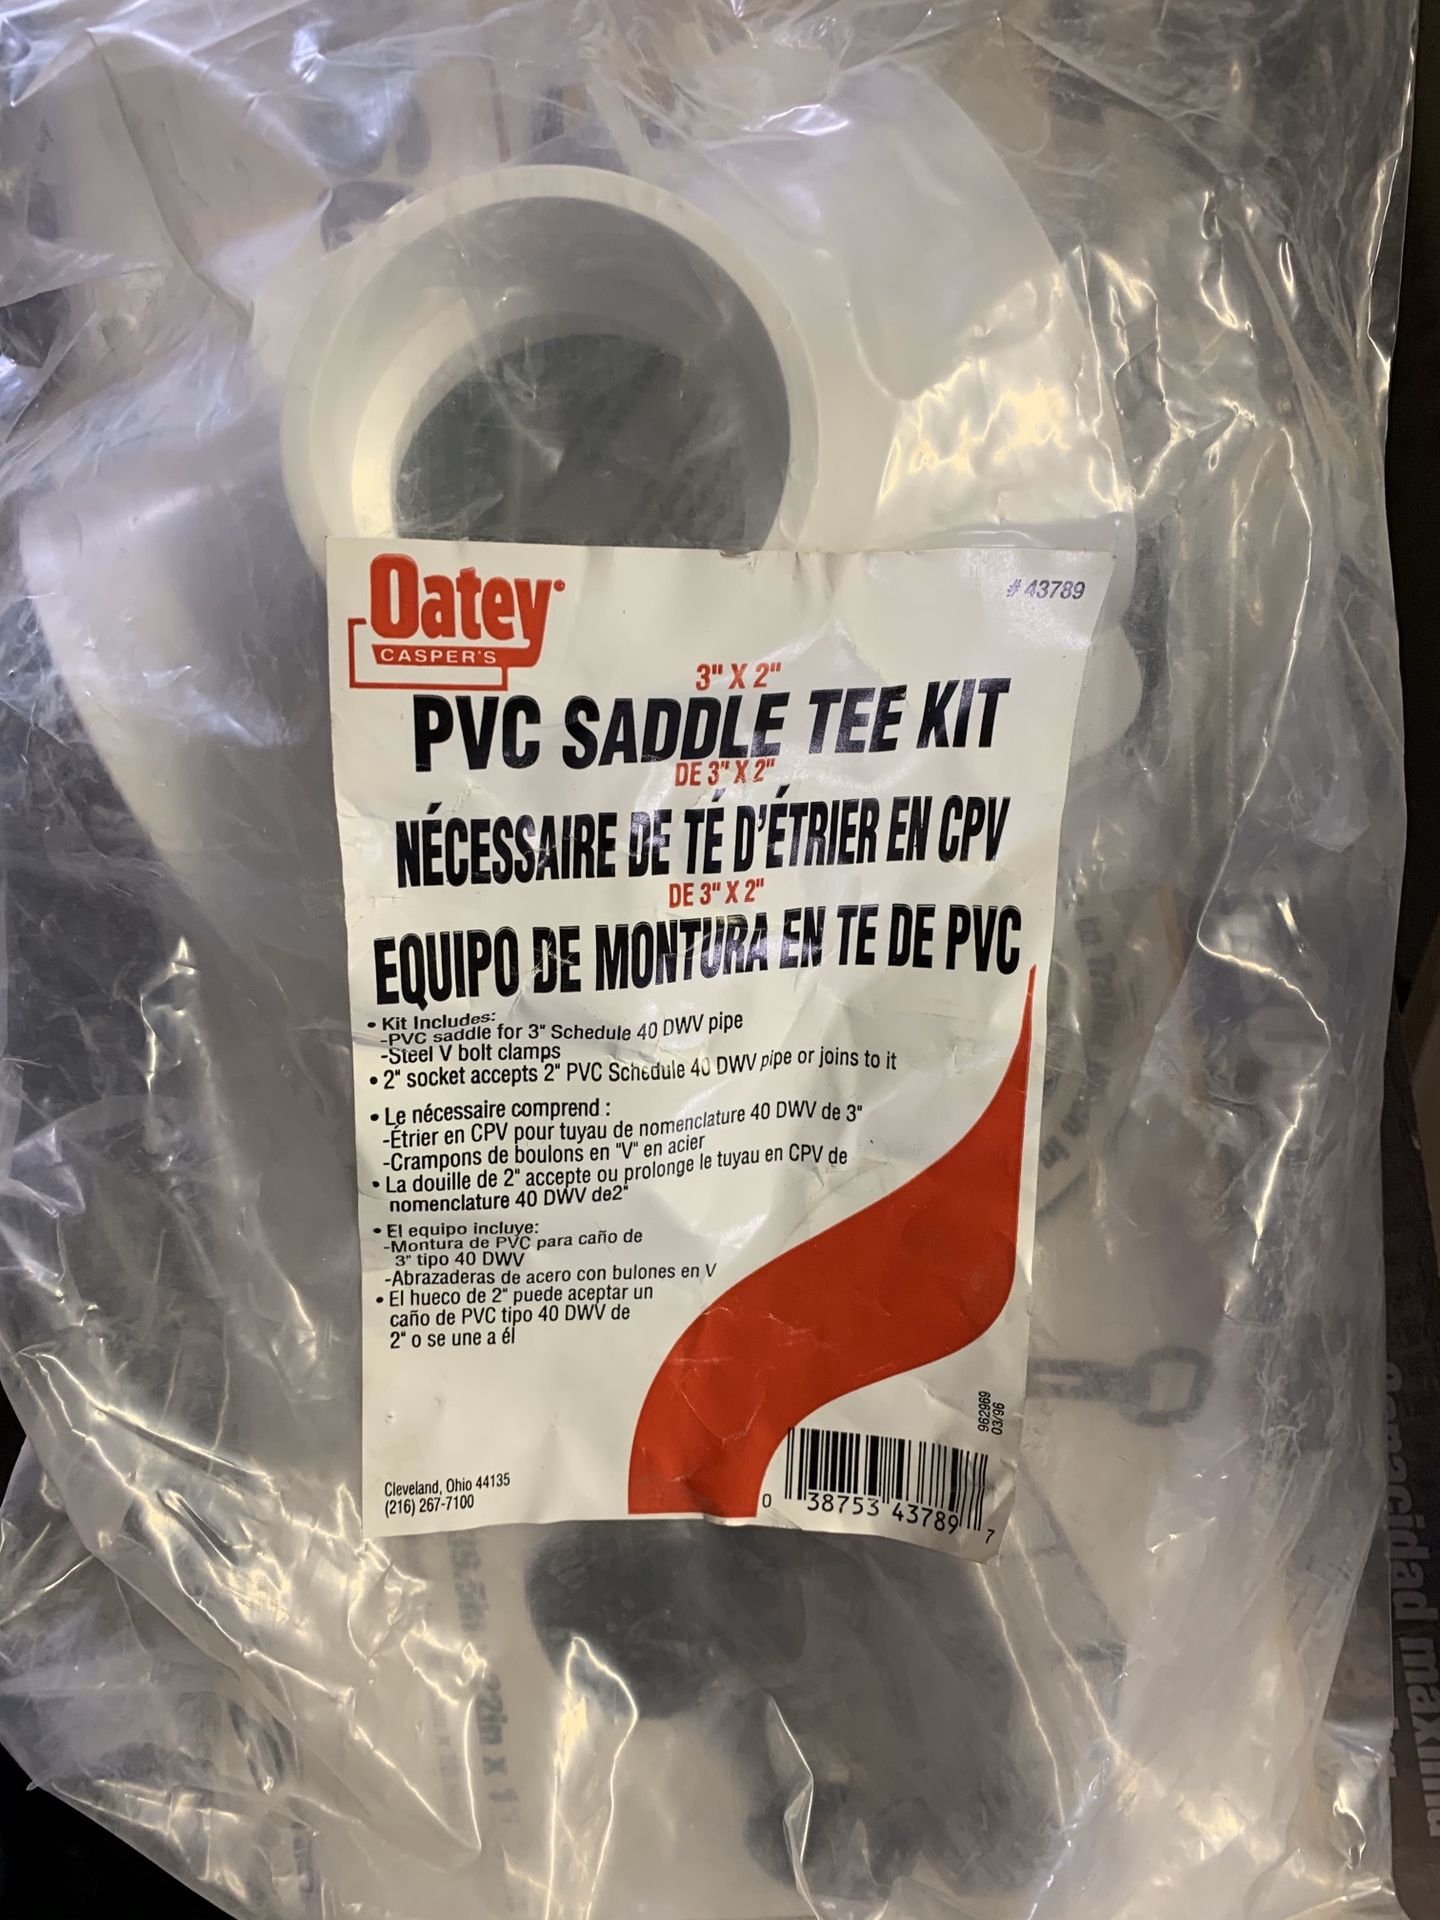 Oatey
CASPER'S
# 43789
3" X 2"
PVC SADDLE TEE KIT
DE 3" X 2"
NÉCESSAIRE DE TÉ D'ÉTRIER EN CPV
DE 3" X 2"
EQUIPO DE MONTURA EN TE DE PVC
• Kit Includes:
-PVC saddle for 3" Schedule 40 DWV pipe
-Steel V bolt clamps
• 2" socket accepts 2" PVC Schedule 40 DWV pipe or joins to it
• Le nécessaire comprend :
-Étrier en CPV pour tuyau de nomenclature 40 DWV de 3"
-Crampons de boulons en "V" en acier
• La douille de 2" accepte ou prolonge le tuyau en CPV de
nomenclature 40 DWV de2"
• El equipo incluye:
-Montura de PVC para caño de
3" tipo 40 DWV
-Abrazaderas de acero con bulones en V
• El hueco de 2" puede aceptar un
caño de PVC tipo 40 DWV de
2" o se une a él
962969
03/96
Cleveland, Ohio 44135
(216) 267-7100
0 38753 43789 7